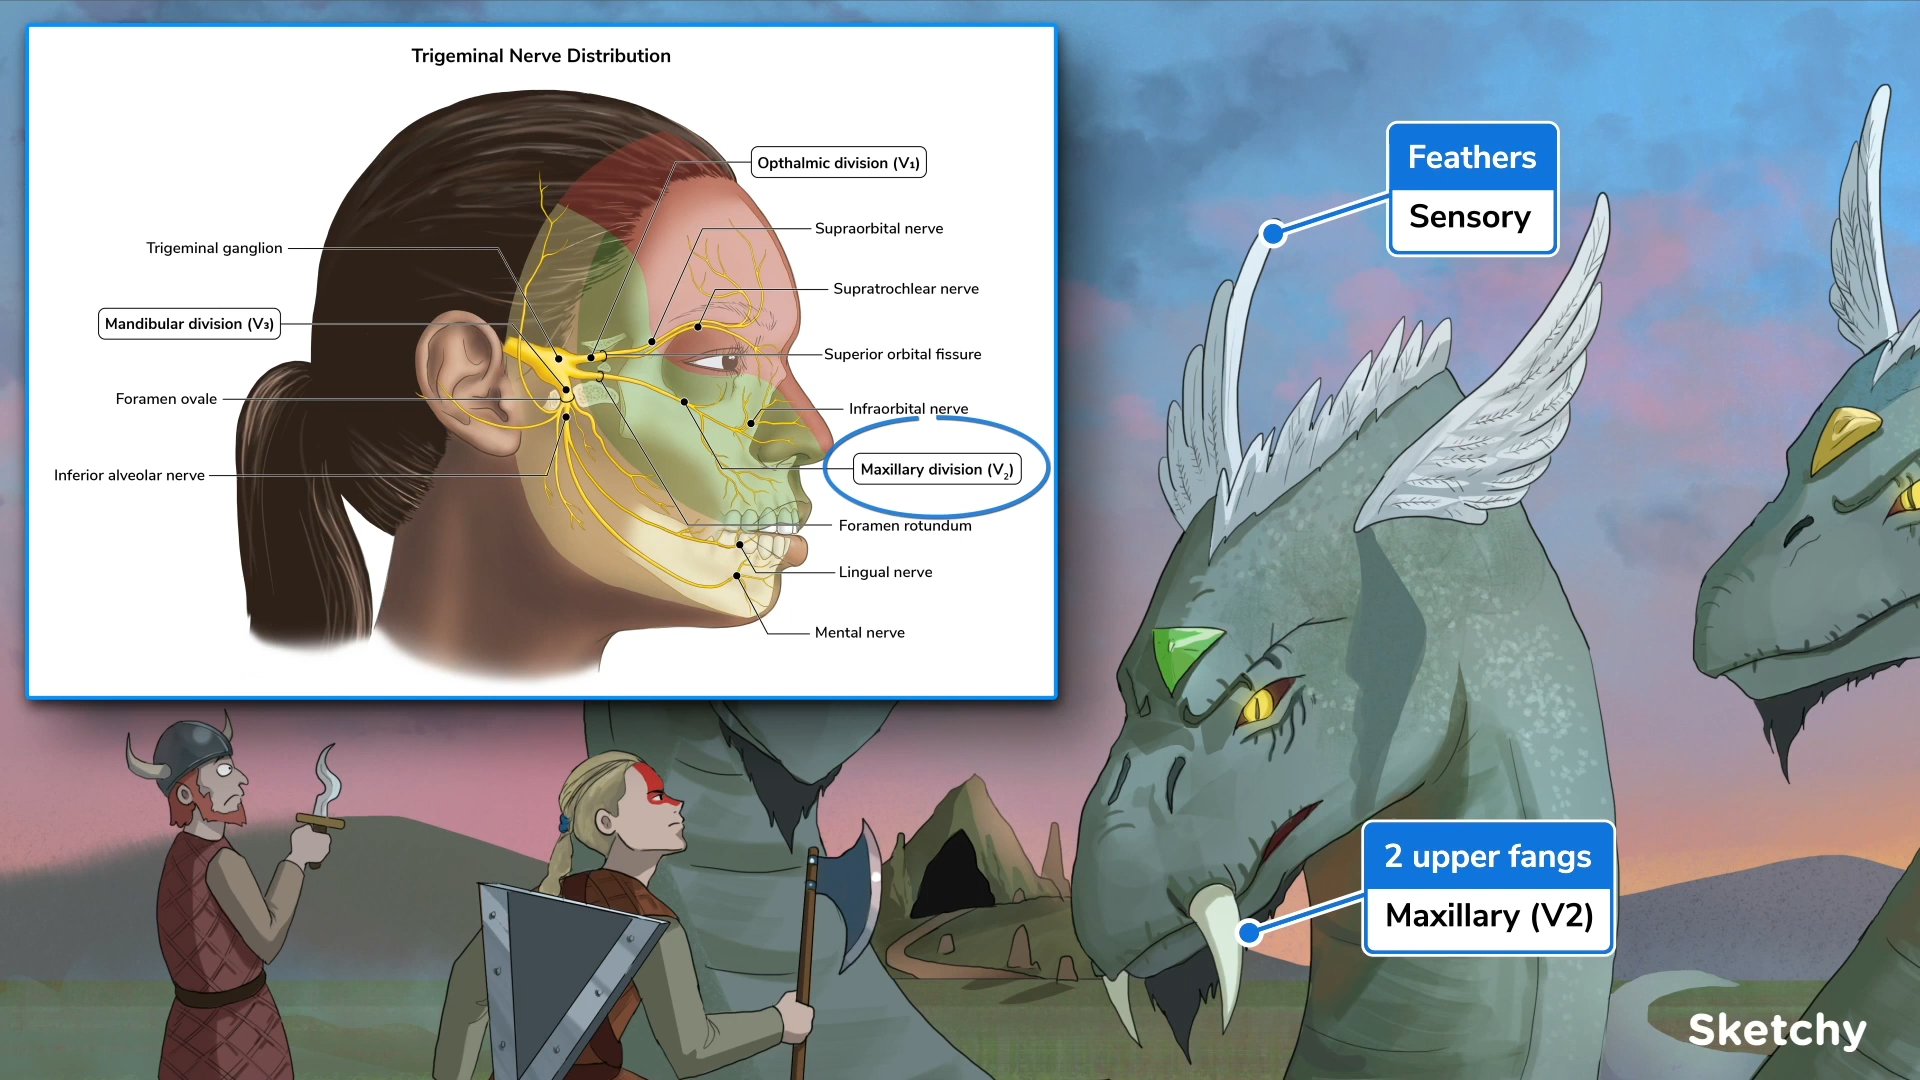 Trigeminal Nerve Distribution
Opthalmic division (V₁)
Supraorbital nerve
Trigeminal ganglion
Supratrochlear nerve
Mandibular division (V₃)
Superior orbital fissure
Foramen ovale
Infraorbital nerve
Inferior alveolar nerve
Maxillary division (V₂)
Foramen rotundum
Lingual nerve
Mental nerve
Feathers
Sensory
2 upper fangs
Maxillary (V2)
Sketchy